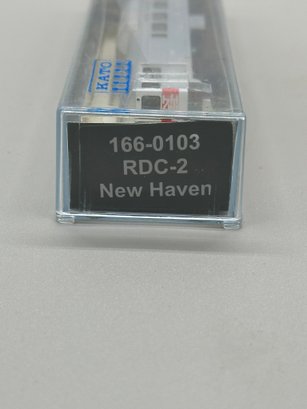 KATO
166-0103
RDC-2
New Haven